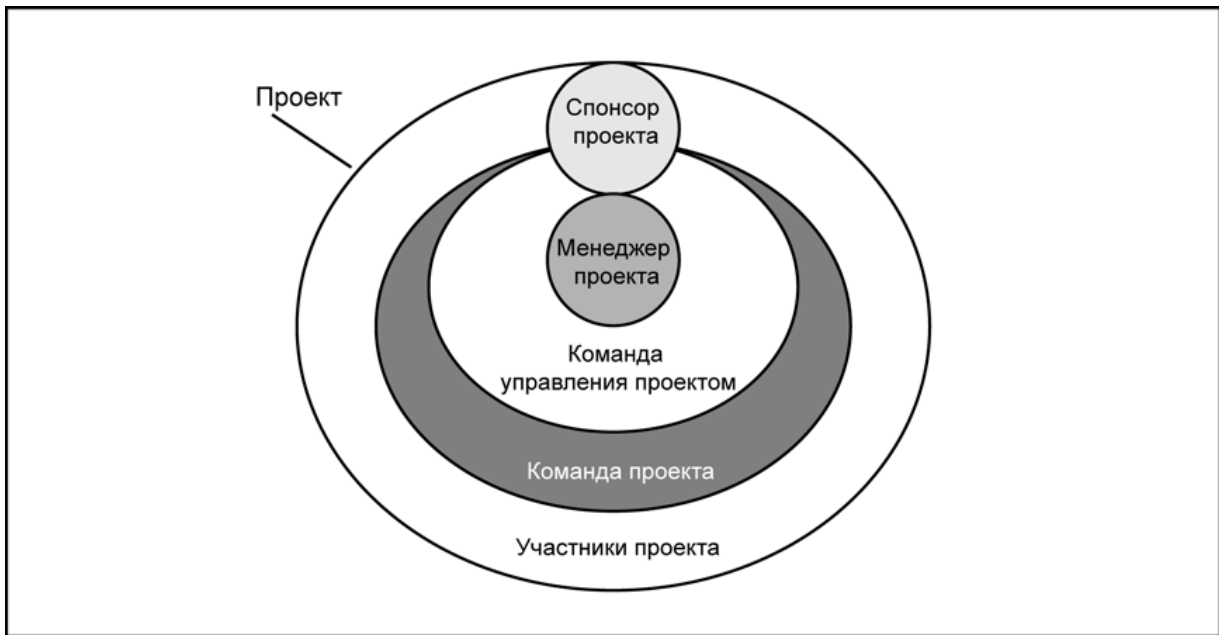 Проект
Спонсор
проекта
Менеджер
проекта
Команда
управления проектом
Команда проекта
Участники проекта